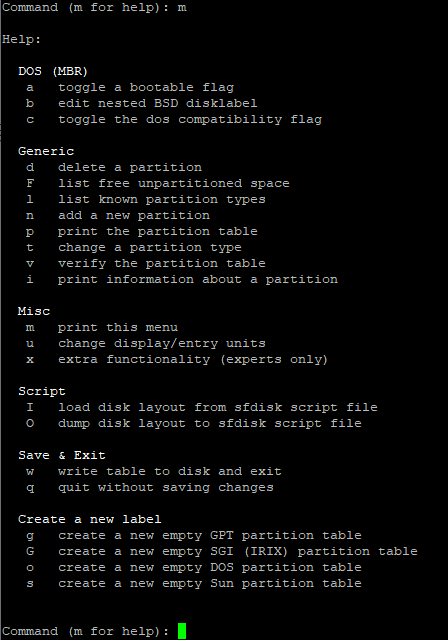 Command (m for help): m
Help:
DOS (MBR)
a toggle a bootable flag
b edit nested BSD disklabel
c toggle the dos compatibility flag
Generic
d delete a partition
F list free unpartitioned space
l list known partition types
n add a new partition
p print the partition table
t change a partition type
v verify the partition table
i print information about a partition
Misc
m print this menu
u change display/entry units
x extra functionality (experts only)
Script
I load disk layout from sfdisk script file
O dump disk layout to sfdisk script file
Save & Exit
w write table to disk and exit
q quit without saving changes
Create a new label
g create a new empty GPT partition table
G create a new empty SGI (IRIX) partition table
o create a new empty DOS partition table
s create a new empty Sun partition table
Command (m for help):